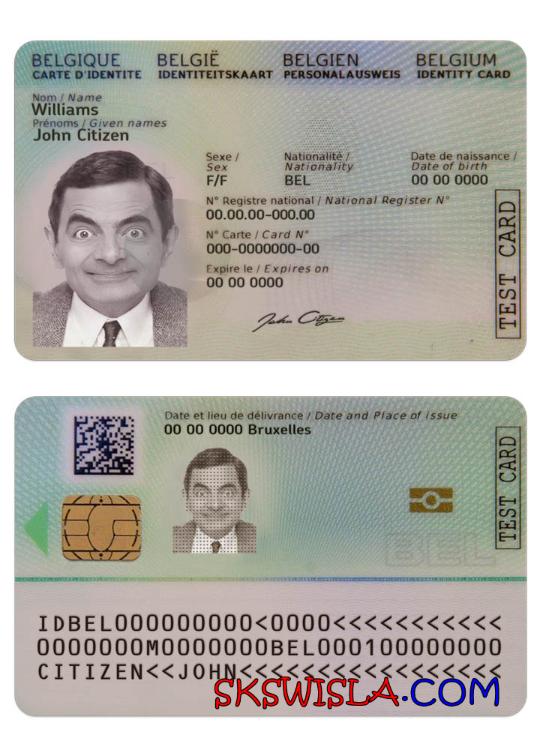 BELGIQUE BELGIË BELGIEN BELGIUM
CARTE D'IDENTITE IDENTITEITSKAART PERSONALAUSWEIS IDENTITY CARD
Nom / Name
Williams
Prénoms / Given names
John Citizen
Sexe / Nationalité / Date de naissance /
Sex Nationality Date of birth
F/F BEL 00 00 0000
N° Registre national / National Register N°
00.00.00-000.00
N° Carte / Card N°
000-0000000-00
Expire le / Expires on
00 00 0000
John Citizen
TEST CARD
Date et lieu de délivrance / Date and Place of issue
00 00 0000 Bruxelles
TEST CARD
BEL
IDBEL000000000<0000<<<<<<<<<<<
0000000M0000000BEL000100000000
CITIZEN<<JOHN<<<<<<<<<<<<<<<<<
SKSWISLA.COM